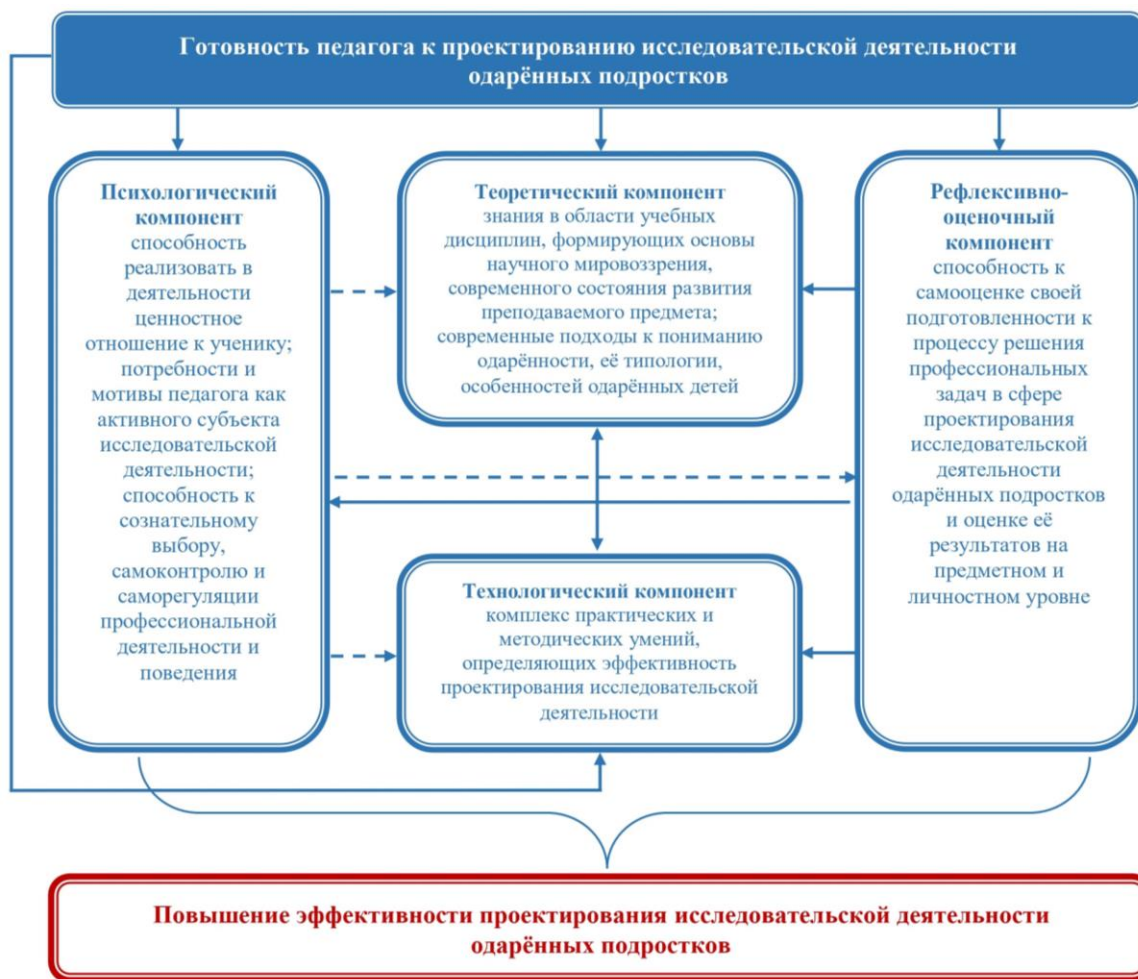 Готовность педагога к проектированию исследовательской деятельности
одарённых подростков
Психологический
компонент
способность
реализовать в
деятельности
ценностное
отношение к ученику;
потребности и
мотивы педагога как
активного субъекта
исследовательской
деятельности;
способность к
сознательному
выбору,
самоконтролю и
саморегуляции
профессиональной
деятельности и
поведения
Теоретический компонент
знания в области учебных
дисциплин, формирующих основы
научного мировоззрения,
современного состояния развития
преподаваемого предмета;
современные подходы к пониманию
одарённости, её типологии,
особенностей одарённых детей
Технологический компонент
комплекс практических и
методических умений,
определяющих эффективность
проектирования исследовательской
деятельности
Рефлексивно-
оценочный
компонент
способность к
самооценке своей
подготовленности к
процессу решения
профессиональных
задач в сфере
проектирования
исследовательской
деятельности
одарённых подростков
и оценке её
результатов на
предметном и
личностном уровне
Повышение эффективности проектирования исследовательской деятельности
одарённых подростков